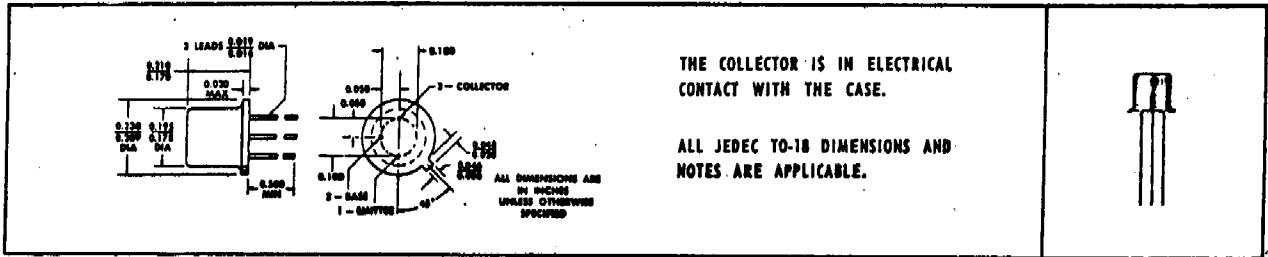 3 LEADS 0.019 DIA
0.016
0.100
0.210
0.170
0.050
3 - COLLECTOR
0.030
MAX
0.230
0.209
DIA
0.195
0.178
DIA
0.100
0.500
MIN
2 - BASE
1 - EMITTER
45°
ALL DIMENSIONS ARE
IN INCHES
UNLESS OTHERWISE
SPECIFIED
THE COLLECTOR IS IN ELECTRICAL
CONTACT WITH THE CASE.
ALL JEDEC TO-18 DIMENSIONS AND
NOTES ARE APPLICABLE.